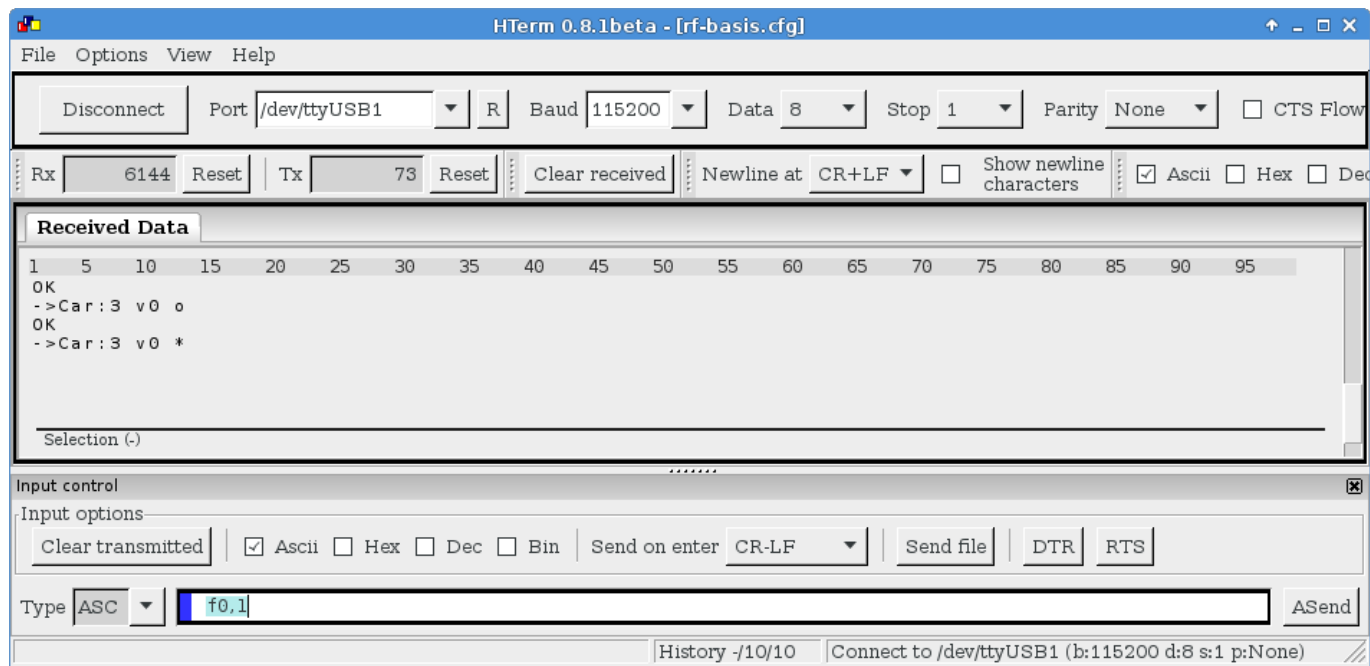 HTerm 0.8.1beta - [rf-basis.cfg]
File Options View Help
Disconnect Port /dev/ttyUSB1 R Baud 115200 Data 8 Stop 1 Parity None CTS Flow
Rx 6144 Reset Tx 73 Reset Clear received Newline at CR+LF Show newline characters Ascii Hex Dec
Received Data
1 5 10 15 20 25 30 35 40 45 50 55 60 65 70 75 80 85 90 95
OK
->Car:3 v0 o
OK
->Car:3 v0 *
Selection (-)
Input control
Input options
Clear transmitted Ascii Hex Dec Bin Send on enter CR-LF Send file DTR RTS
Type ASC f0,1 ASend
History -/10/10 Connect to /dev/ttyUSB1 (b:115200 d:8 s:1 p:None)